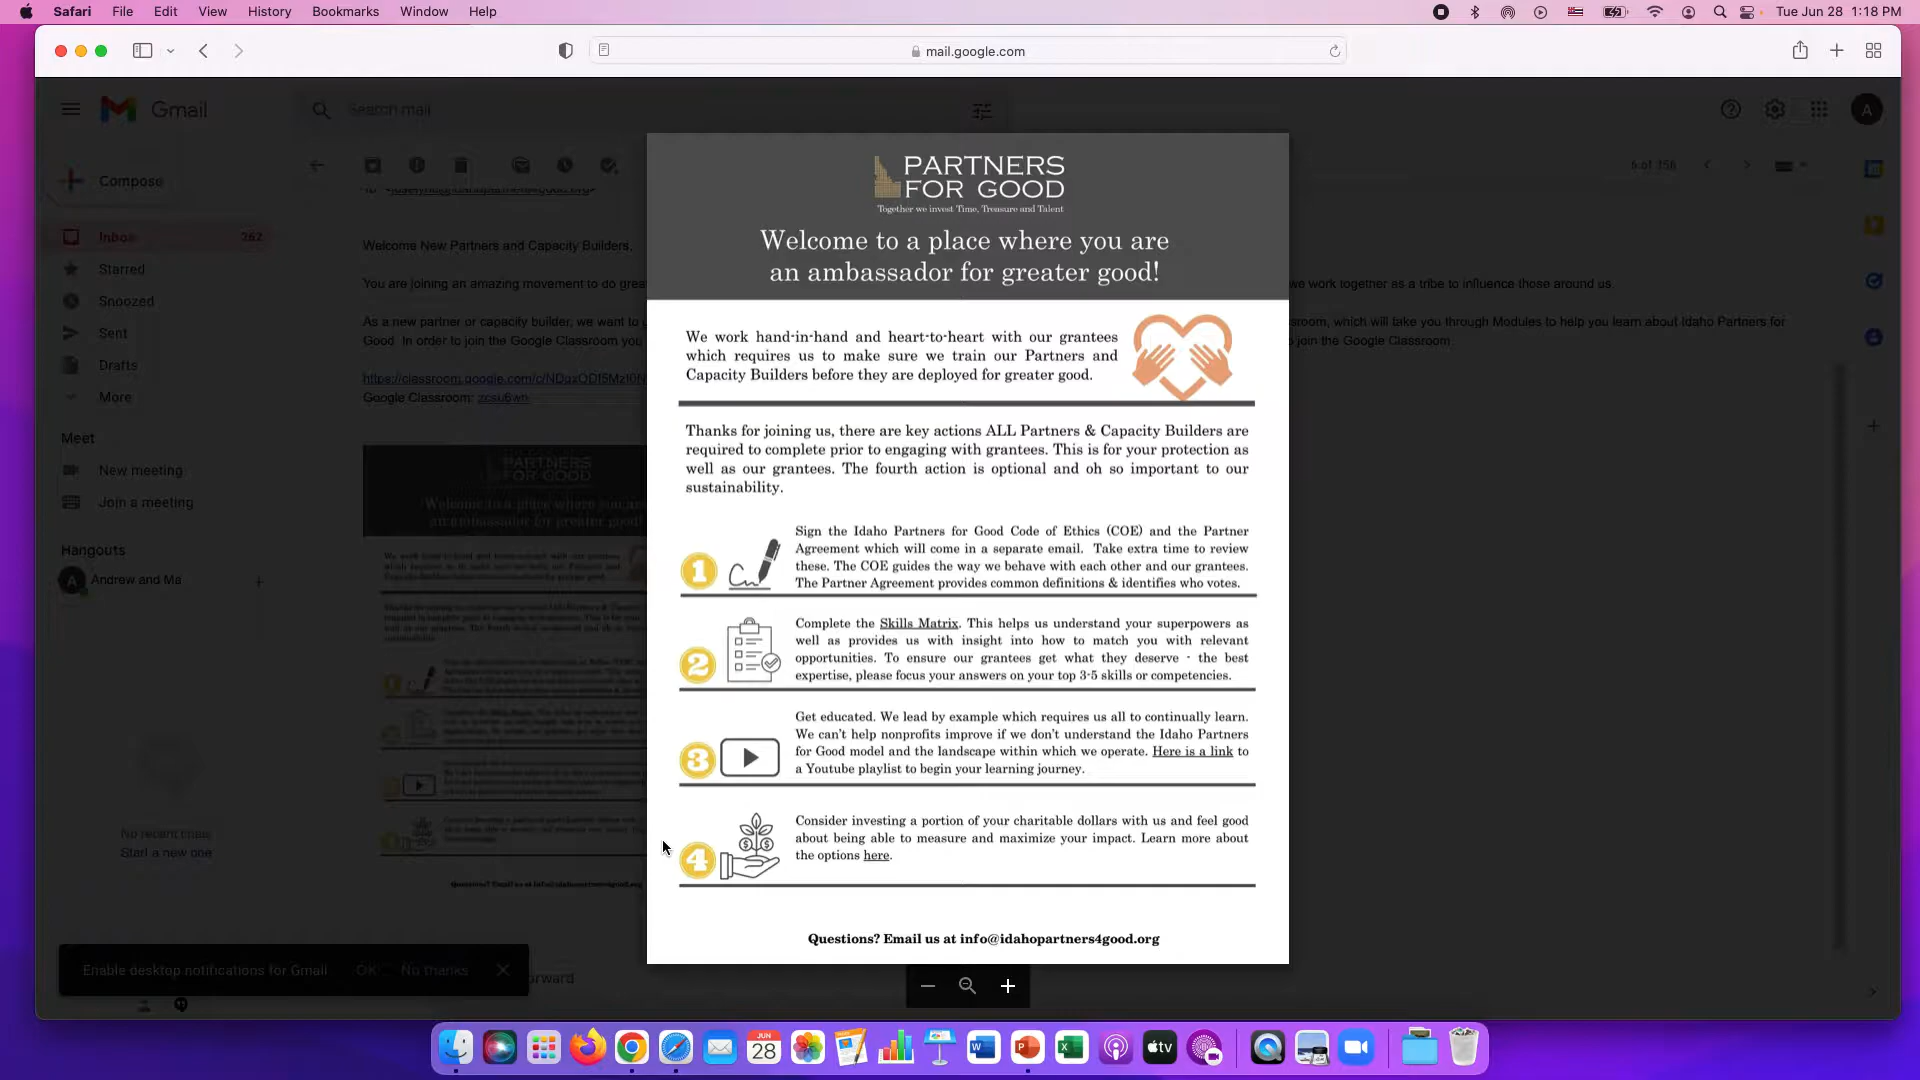 Safari File Edit View History Bookmarks Window Help
Tue Jun 28 1:18 PM
mail.google.com
Gmail
Search mail
A
Compose
6 of 156
Inbox 262
Starred
Snoozed
Sent
Drafts
More
Meet
New meeting
Join a meeting
Hangouts
A Andrew and Ma
No recent chats
Start a new one
Welcome New Partners and Capacity Builders,
You are joining an amazing movement to do grea
we work together as a tribe to influence those around us.
As a new partner or capacity builder, we want to
ssroom, which will take you through Modules to help you learn about Idaho Partners for
Good. In order to join the Google Classroom you
join the Google Classroom.
Google Classroom: zcsu6wn
PARTNERS
FOR GOOD
Together we invest Time, Treasure and Talent
Welcome to a place where you are
an ambassador for greater good!
We work hand-in-hand and heart-to-heart with our grantees
which requires us to make sure we train our Partners and
Capacity Builders before they are deployed for greater good.
Thanks for joining us, there are key actions ALL Partners & Capacity Builders are
required to complete prior to engaging with grantees. This is for your protection as
well as our grantees. The fourth action is optional and oh so important to our
sustainability.
1
Sign the Idaho Partners for Good Code of Ethics (COE) and the Partner
Agreement which will come in a separate email. Take extra time to review
these. The COE guides the way we behave with each other and our grantees.
The Partner Agreement provides common definitions & identifies who votes.
2
Complete the Skills Matrix. This helps us understand your superpowers as
well as provides us with insight into how to match you with relevant
opportunities. To ensure our grantees get what they deserve - the best
expertise, please focus your answers on your top 3-5 skills or competencies.
3
Get educated. We lead by example which requires us all to continually learn.
We can't help nonprofits improve if we don't understand the Idaho Partners
for Good model and the landscape within which we operate. Here is a link to
a Youtube playlist to begin your learning journey.
4
Consider investing a portion of your charitable dollars with us and feel good
about being able to measure and maximize your impact. Learn more about
the options here.
Questions? Email us at info@idahopartners4good.org
Enable desktop notifications for Gmail OK No thanks
orward
JUN
28
tv